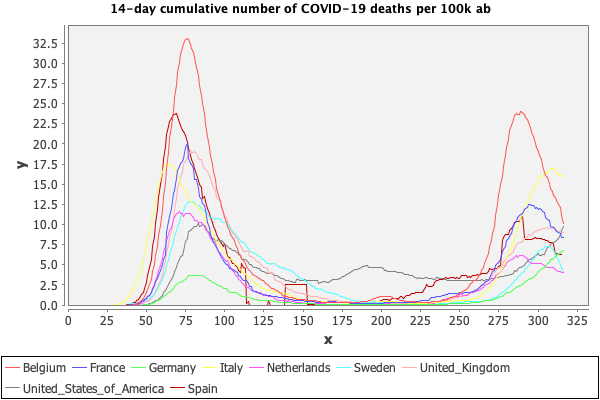 14-day cumulative number of COVID-19 deaths per 100k ab
32.5
30.0
27.5
25.0
22.5
20.0
17.5
15.0
12.5
10.0
7.5
5.0
2.5
0.0
y
0 25 50 75 100 125 150 175 200 225 250 275 300 325
x
Belgium France Germany Italy Netherlands Sweden United_Kingdom
United_States_of_America Spain